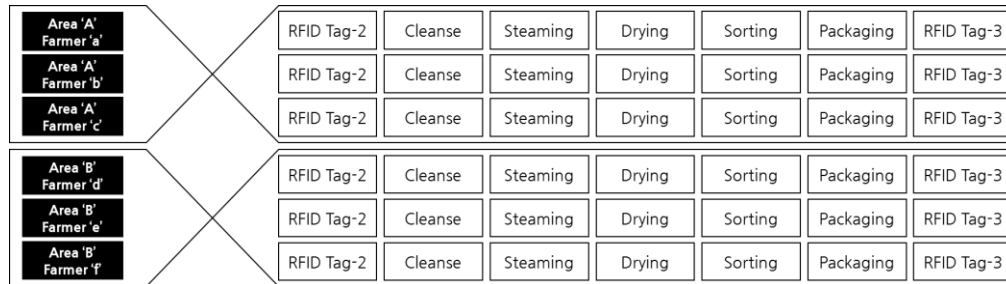 Area ‘A’
Farmer ‘a’
RFID Tag-2 Cleanse Steaming Drying Sorting Packaging RFID Tag-3
Area ‘A’
Farmer ‘b’
RFID Tag-2 Cleanse Steaming Drying Sorting Packaging RFID Tag-3
Area ‘A’
Farmer ‘c’
RFID Tag-2 Cleanse Steaming Drying Sorting Packaging RFID Tag-3
Area ‘B’
Farmer ‘d’
RFID Tag-2 Cleanse Steaming Drying Sorting Packaging RFID Tag-3
Area ‘B’
Farmer ‘e’
RFID Tag-2 Cleanse Steaming Drying Sorting Packaging RFID Tag-3
Area ‘B’
Farmer ‘f’
RFID Tag-2 Cleanse Steaming Drying Sorting Packaging RFID Tag-3